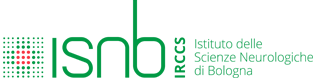 isnb
IRCCS
Istituto delle
Scienze Neurologiche
di Bologna